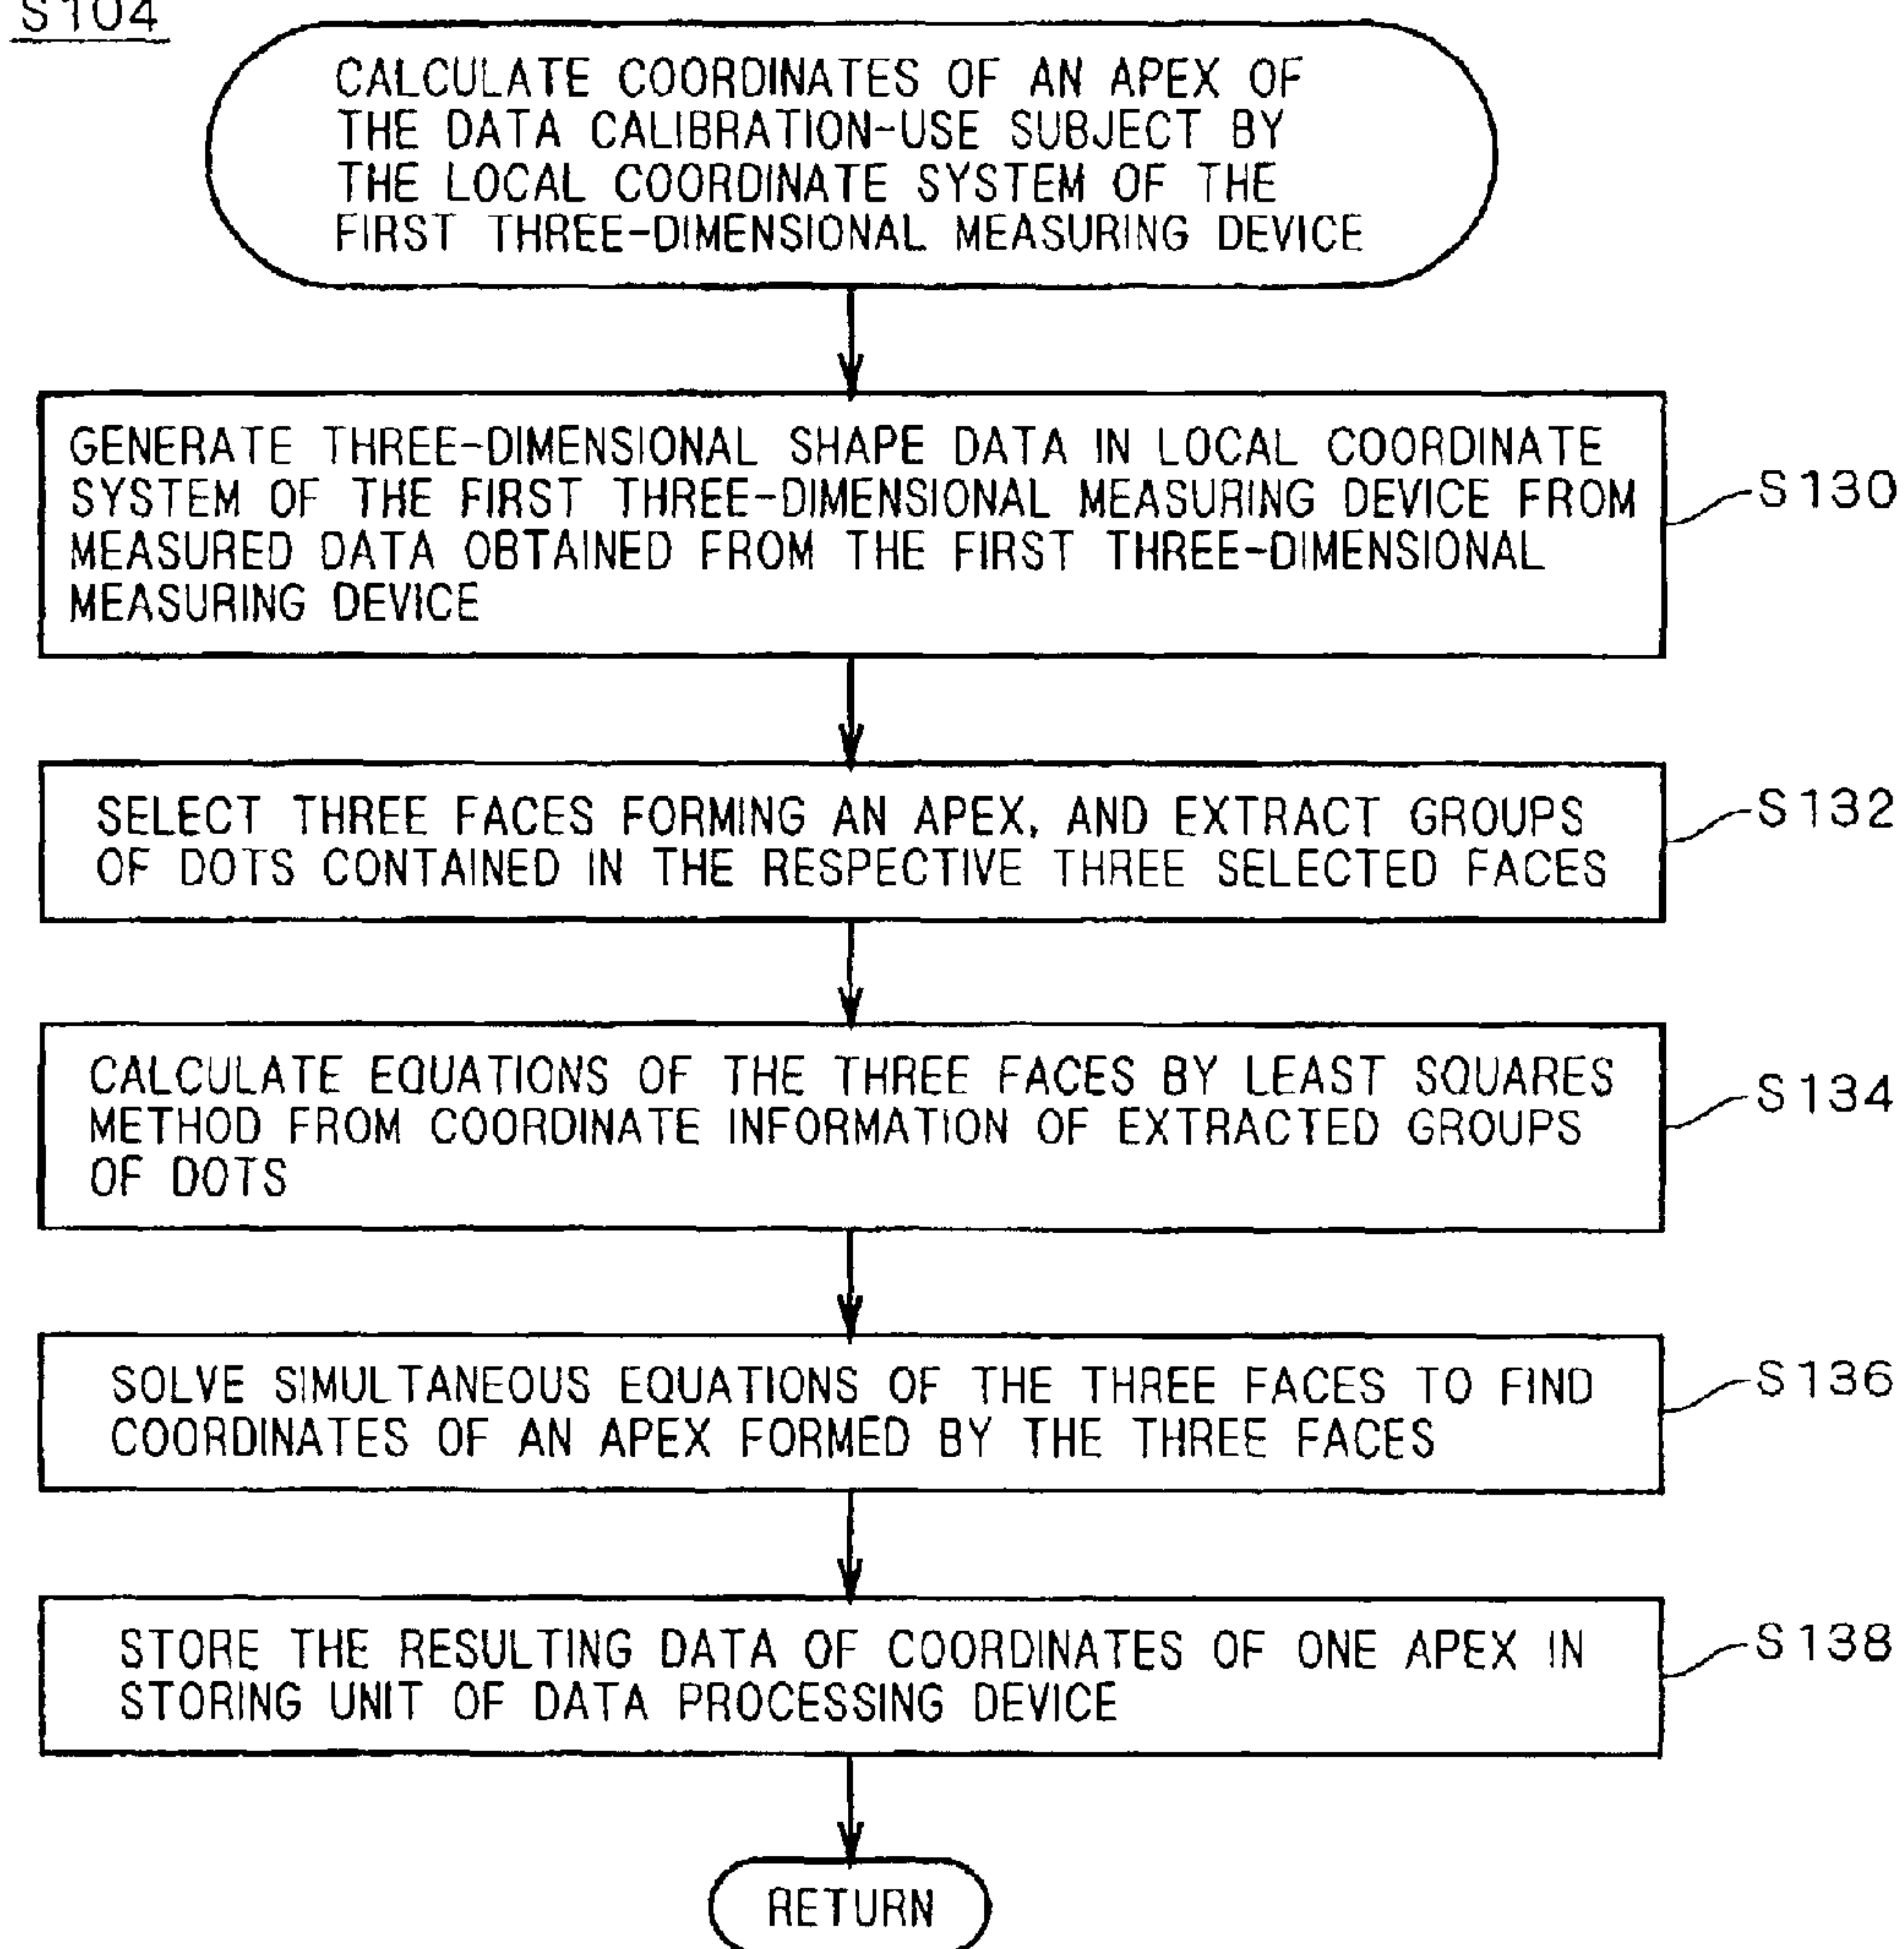 S104
CALCULATE COORDINATES OF AN APEX OF
THE DATA CALIBRATION-USE SUBJECT BY
THE LOCAL COORDINATE SYSTEM OF THE
FIRST THREE-DIMENSIONAL MEASURING DEVICE
GENERATE THREE-DIMENSIONAL SHAPE DATA IN LOCAL COORDINATE
SYSTEM OF THE FIRST THREE-DIMENSIONAL MEASURING DEVICE FROM
MEASURED DATA OBTAINED FROM THE FIRST THREE-DIMENSIONAL
MEASURING DEVICE
S130
SELECT THREE FACES FORMING AN APEX, AND EXTRACT GROUPS
OF DOTS CONTAINED IN THE RESPECTIVE THREE SELECTED FACES
S132
CALCULATE EQUATIONS OF THE THREE FACES BY LEAST SQUARES
METHOD FROM COORDINATE INFORMATION OF EXTRACTED GROUPS
OF DOTS
S134
SOLVE SIMULTANEOUS EQUATIONS OF THE THREE FACES TO FIND
COORDINATES OF AN APEX FORMED BY THE THREE FACES
S136
STORE THE RESULTING DATA OF COORDINATES OF ONE APEX IN
STORING UNIT OF DATA PROCESSING DEVICE
S138
RETURN